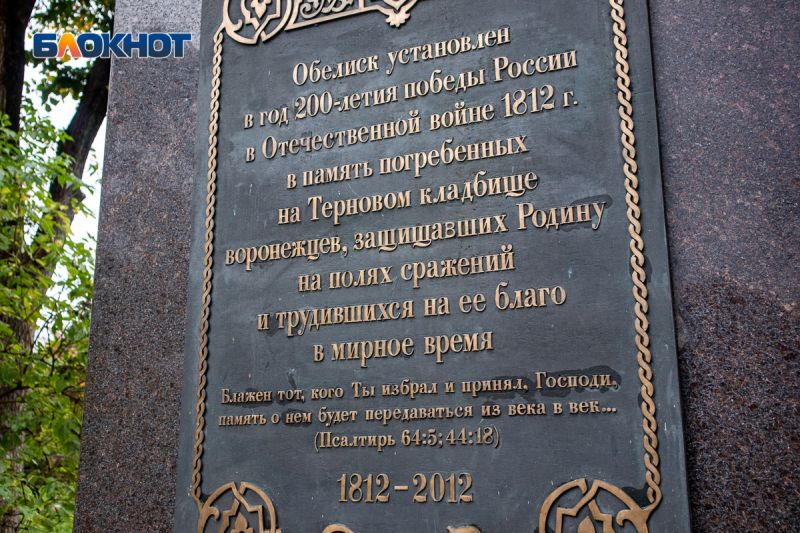 БЛОКНОТ
Обелиск установлен
в год 200-летия победы России
в Отечественной войне 1812 г.
в память погребенных
на Терновом кладбище
воронежцев, защищавших Родину
на полях сражений
и трудившихся на ее благо
в мирное время
Блажен тот, кого Ты избрал и принял, Господи,
память о нем будет передаваться из века в век...
(Псалтирь 64:5; 44:18)
1812 – 2012